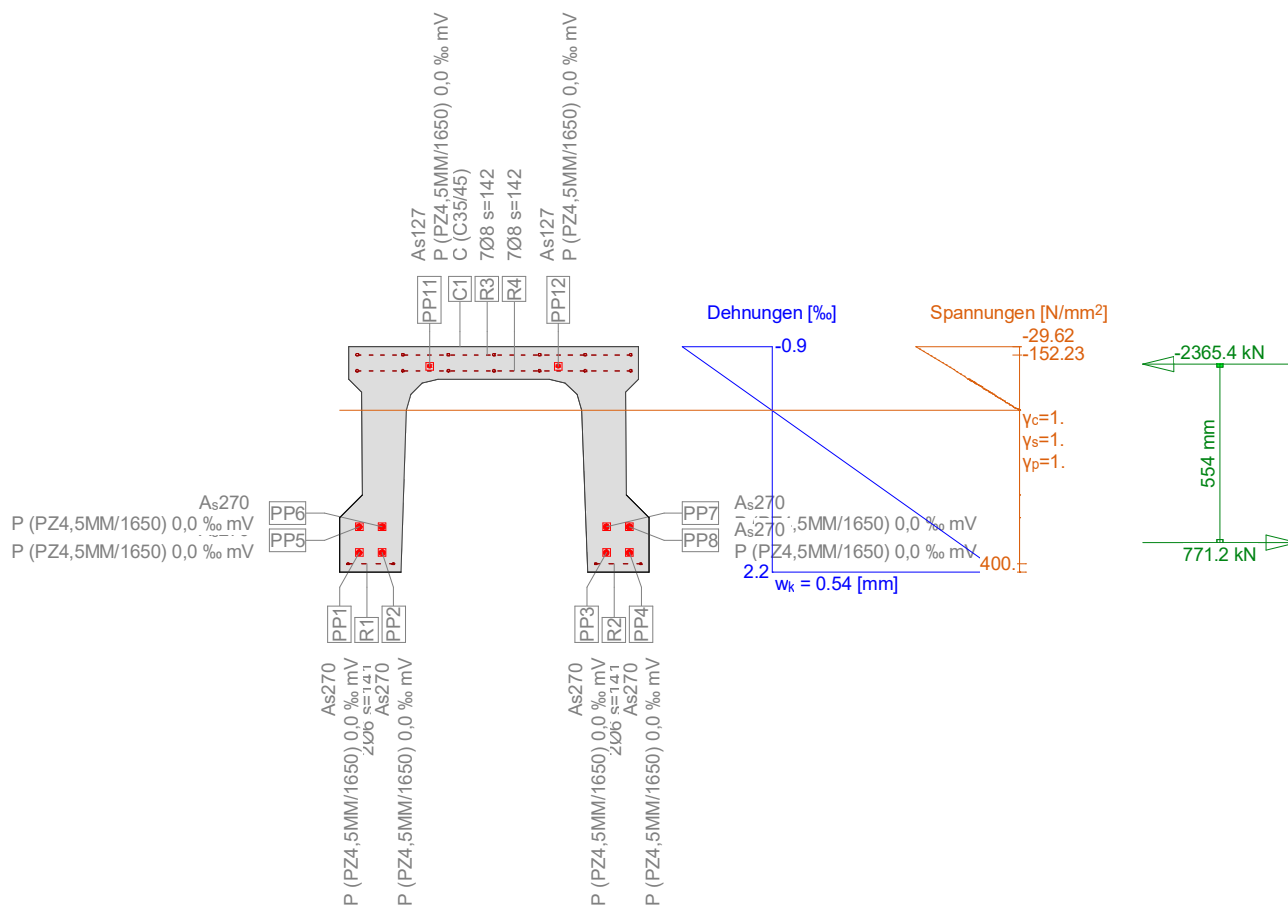 As127
P (PZ4,5MM/1650) 0,0 ‰ mV
C (C35/45)
7Ø8 s=142
7Ø8 s=142
As127
P (PZ4,5MM/1650) 0,0 ‰ mV
PP11
C1
R3
R4
PP12
Dehnungen [‰]
-0.9
2.2
wk = 0.54 [mm]
Spannungen [N/mm²]
-29.62
-152.23
γc=1.
γs=1.
γp=1.
400.
-2365.4 kN
554 mm
771.2 kN
As270
PP6
P (PZ4,5MM/1650) 0,0 ‰ mV
PP5
P (PZ4,5MM/1650) 0,0 ‰ mV
PP7
As270
PP8
As270
P (PZ4,5MM/1650) 0,0 ‰ mV
PP1
R1
PP2
PP3
R2
PP4
As270
P (PZ4,5MM/1650) 0,0 ‰ mV
2Ø6 s=141
As270
P (PZ4,5MM/1650) 0,0 ‰ mV
As270
P (PZ4,5MM/1650) 0,0 ‰ mV
2Ø6 s=141
As270
P (PZ4,5MM/1650) 0,0 ‰ mV